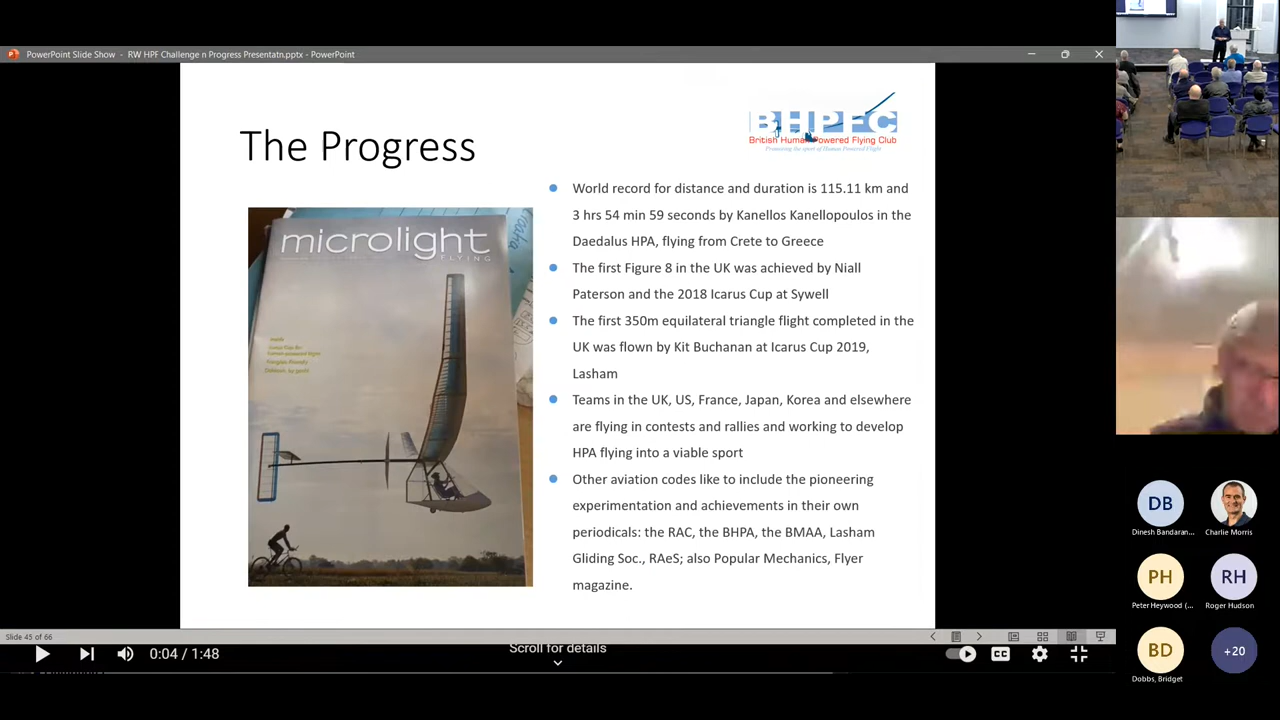 PowerPoint Slide Show - RW HPF Challenge n Progress Presentatn.pptx - PowerPoint
The Progress
BHPFC
British Human Powered Flying Club
Promoting the sport of Human Powered Flight
microlight
FLYING
World record for distance and duration is 115.11 km and
3 hrs 54 min 59 seconds by Kanellos Kanellopoulos in the
Daedalus HPA, flying from Crete to Greece
The first Figure 8 in the UK was achieved by Niall
Paterson and the 2018 Icarus Cup at Sywell
The first 350m equilateral triangle flight completed in the
UK was flown by Kit Buchanan at Icarus Cup 2019,
Lasham
Teams in the UK, US, France, Japan, Korea and elsewhere
are flying in contests and rallies and working to develop
HPA flying into a viable sport
Other aviation codes like to include the pioneering
experimentation and achievements in their own
periodicals: the RAC, the BHPA, the BMAA, Lasham
Gliding Soc., RAeS; also Popular Mechanics, Flyer
magazine.
Slide 45 of 66
0:04 / 1:48
Scroll for details
CC
DB
Dinesh Bandaran...
Charlie Morris
PH
Peter Heywood (...
RH
Roger Hudson
BD
Dobbs, Bridget
+20